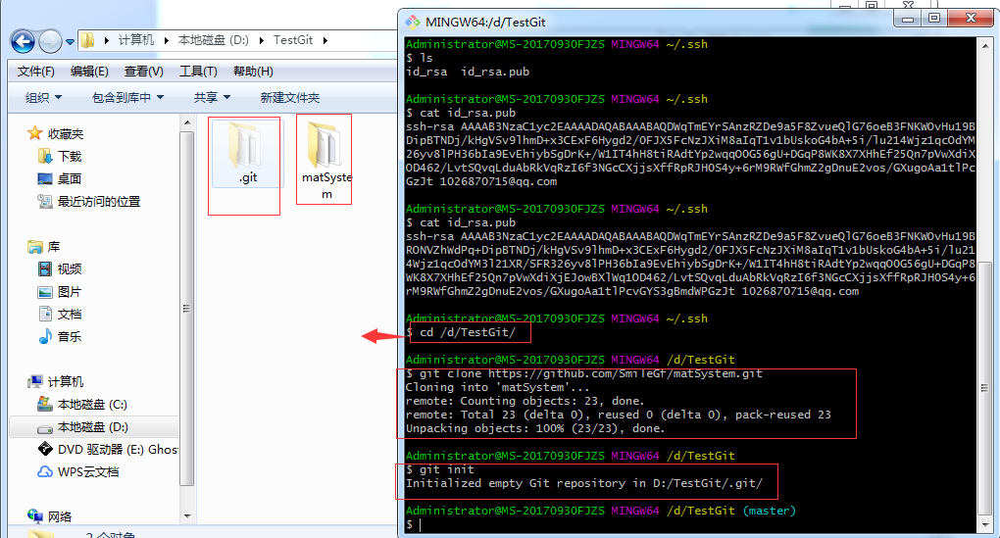 计算机 本地磁盘 (D:) TestGit
文件(F) 编辑(E) 查看(V) 工具(T) 帮助(H)
组织 包含到库中 共享 新建文件夹
收藏夹
下载
桌面
最近访问的位置
库
视频
图片
文档
音乐
计算机
本地磁盘 (C:)
本地磁盘 (D:)
DVD 驱动器 (E:) Ghos
WPS云文档
网络
2 个对象
.git
matSyste
m
MINGW64:/d/TestGit
Administrator@MS-20170930FJZS MINGW64 ~/.ssh
$ ls
id_rsa id_rsa.pub
Administrator@MS-20170930FJZS MINGW64 ~/.ssh
$ cat id_rsa.pub
ssh-rsa AAAAB3NzaC1yc2EAAAADAQABAAABAQDWqTmEYrSAnzRZDe9a5F8ZvueQlG76oeB3FNKWOvHu19B
DipBTNDj/kHgVSv9lhmD+x3CExF6Hygd2/OFJX5FcNzJXiM8aIqT1v1bUskoG4bA+5i/lu214Wjz1qcOdYM
26yv8lPH36bIa9EvEhiybSgDrK+/W1IT4hH8tiRAdtYp2wqqOOG56gU+DGqP8WK8X7XHhEf25Qn7pVwXdiX
OD462/LvtSQvqLduAbRkVqRzI6f3NGcCXjjsXffRpRJHOS4y+6rM9RWfGhmZ2gDnuE2vos/GXugoAa1tlPc
GzJt 1026870715@qq.com
Administrator@MS-20170930FJZS MINGW64 ~/.ssh
$ cat id_rsa.pub
ssh-rsa AAAAB3NzaC1yc2EAAAADAQABAAABAQDWqTmEYrSAnzRZDe9a5F8ZvueQlG76oeB3FNKWOvHu19B
RONVZhWdPq+DipBTNDj/kHgVSv9lhmD+x3CExF6Hygd2/OFJX5FcNzJXiM8aIqT1v1bUskoG4bA+5i/lu21
4Wjz1qcOdYM3l21XR/SFR326yv8lPH36bIa9EvEhiybSgDrK+/W1IT4hH8tiRAdtYp2wqqOOG56gU+DGqP8
WK8X7XHhEf25Qn7pVwXdiXjEJowBXlWq1OD462/LvtSQvqLduAbRkVqRzI6f3NGcCXjjsXffRpRJHOS4y+6
rM9RWfGhmZ2gDnuE2vos/GXugoAa1tlPcvGYS3gBmdWPGzJt 1026870715@qq.com
Administrator@MS-20170930FJZS MINGW64 ~/.ssh
$ cd /d/TestGit/
Administrator@MS-20170930FJZS MINGW64 /d/TestGit
$ git clone https://github.com/SmileGf/matSystem.git
Cloning into 'matSystem'...
remote: Counting objects: 23, done.
remote: Total 23 (delta 0), reused 0 (delta 0), pack-reused 23
Unpacking objects: 100% (23/23), done.
Administrator@MS-20170930FJZS MINGW64 /d/TestGit
$ git init
Initialized empty Git repository in D:/TestGit/.git/
Administrator@MS-20170930FJZS MINGW64 /d/TestGit (master)
$